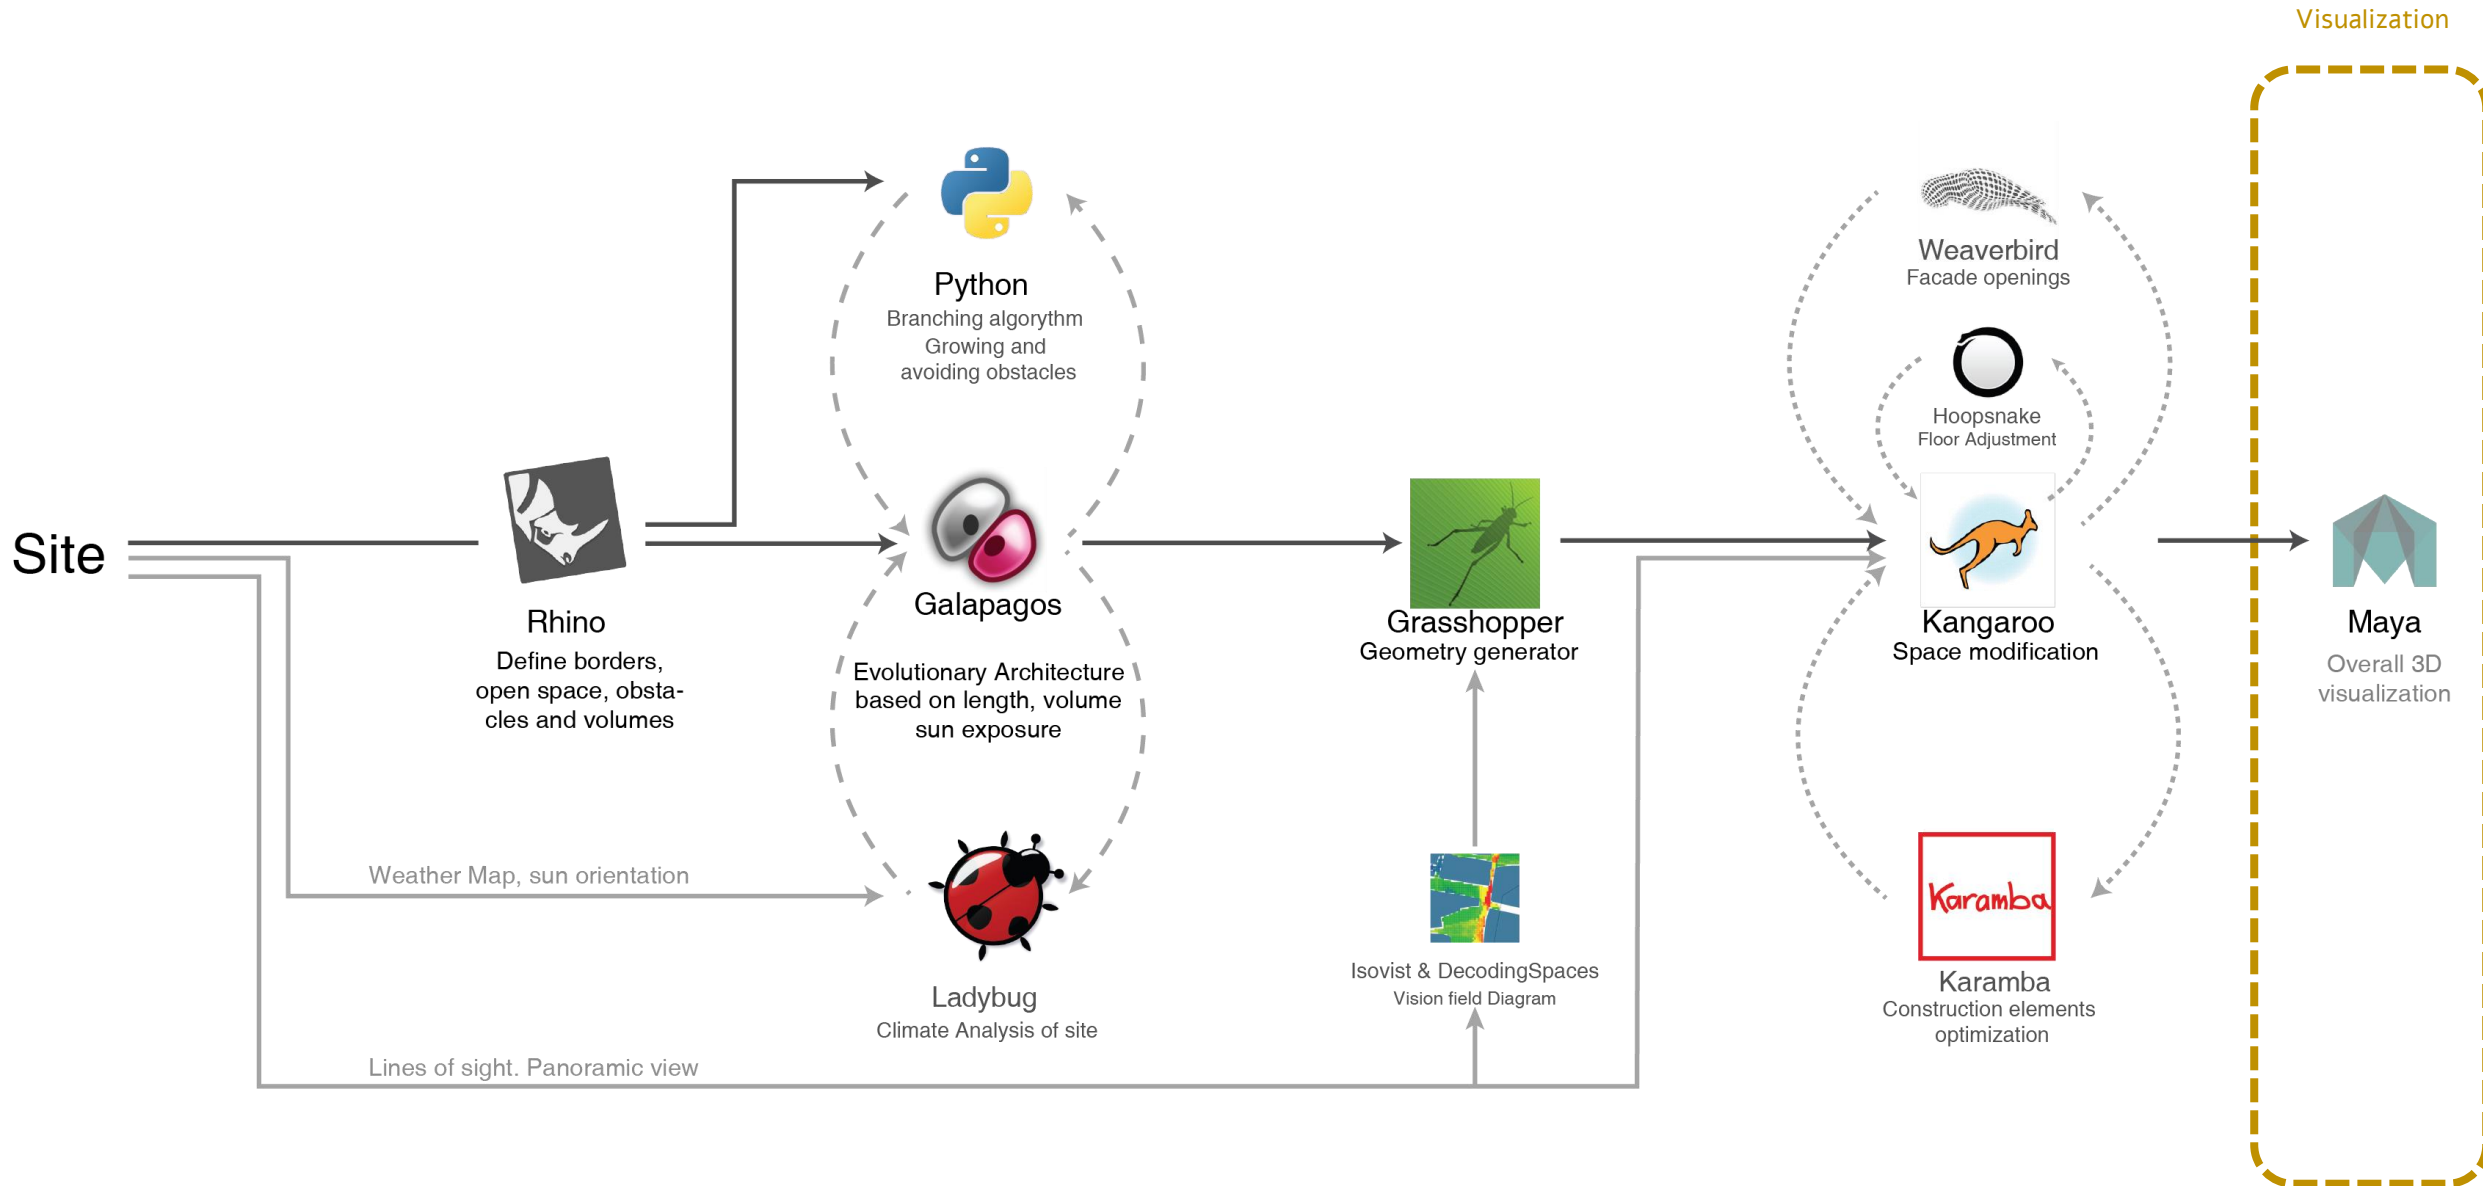 Visualization
Python
Branching algorythm
Growing and
avoiding obstacles
Weaverbird
Facade openings
Hoopsnake
Floor Adjustment
Site
Rhino
Define borders,
open space, obsta-
cles and volumes
Galapagos
Evolutionary Architecture
based on length, volume
sun exposure
Grasshopper
Geometry generator
Kangaroo
Space modification
Maya
Overall 3D
visualization
Weather Map, sun orientation
Ladybug
Climate Analysis of site
Isovist & DecodingSpaces
Vision field Diagram
Karamba
Karamba
Construction elements
optimization
Lines of sight. Panoramic view